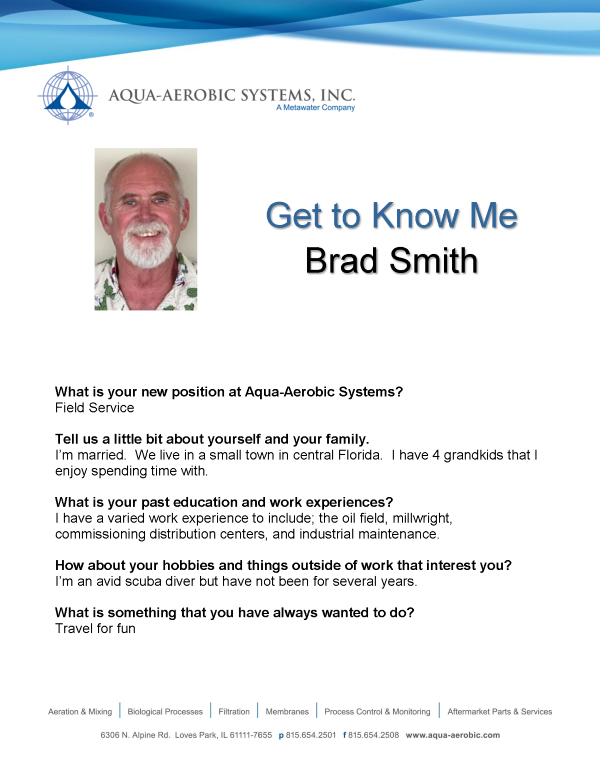 AQUA-AEROBIC SYSTEMS, INC.
A Metawater Company
®
Get to Know Me
Brad Smith
What is your new position at Aqua-Aerobic Systems?
Field Service
Tell us a little bit about yourself and your family.
I'm married.  We live in a small town in central Florida.  I have 4 grandkids that I
enjoy spending time with.
What is your past education and work experiences?
I have a varied work experience to include; the oil field, millwright,
commissioning distribution centers, and industrial maintenance.
How about your hobbies and things outside of work that interest you?
I'm an avid scuba diver but have not been for several years.
What is something that you have always wanted to do?
Travel for fun
Aeration & Mixing | Biological Processes | Filtration | Membranes | Process Control & Monitoring | Aftermarket Parts & Services
6306 N. Alpine Rd.  Loves Park, IL 61111-7655  p 815.654.2501  f 815.654.2508  www.aqua-aerobic.com